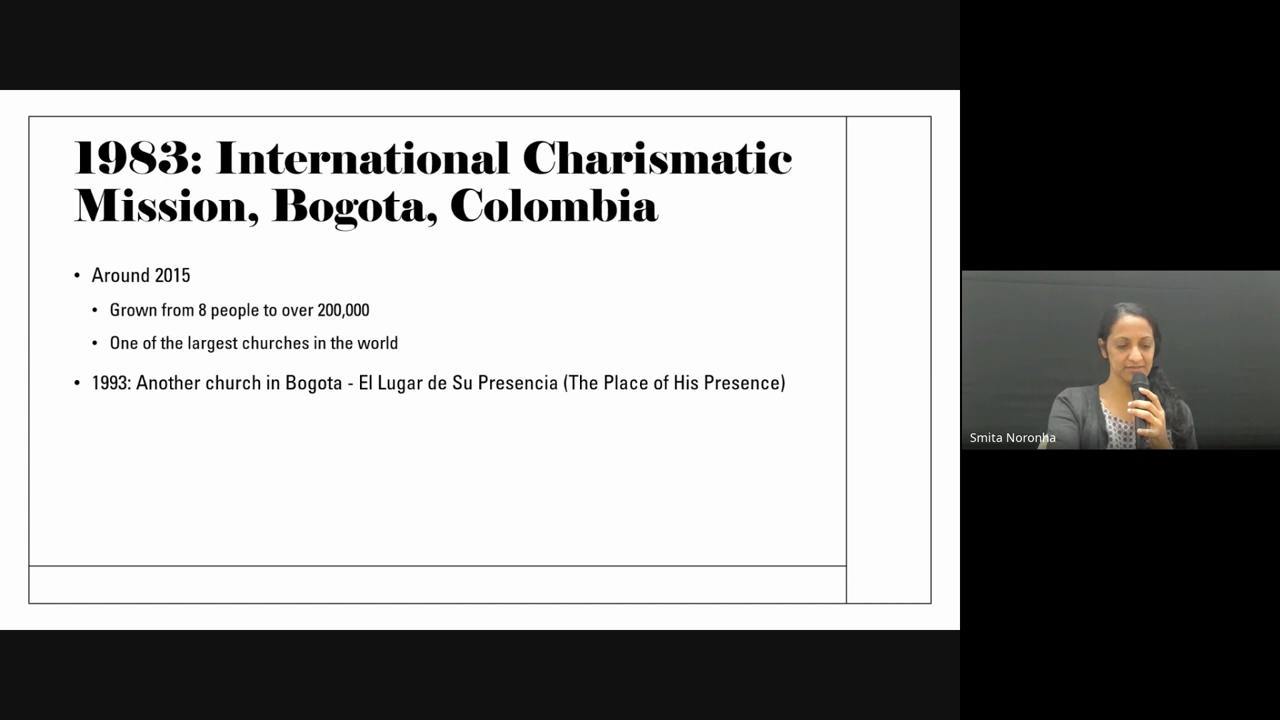 1983: International Charismatic
Mission, Bogota, Colombia
• Around 2015
• Grown from 8 people to over 200,000
• One of the largest churches in the world
• 1993: Another church in Bogota - El Lugar de Su Presencia (The Place of His Presence)
Smita Noronha